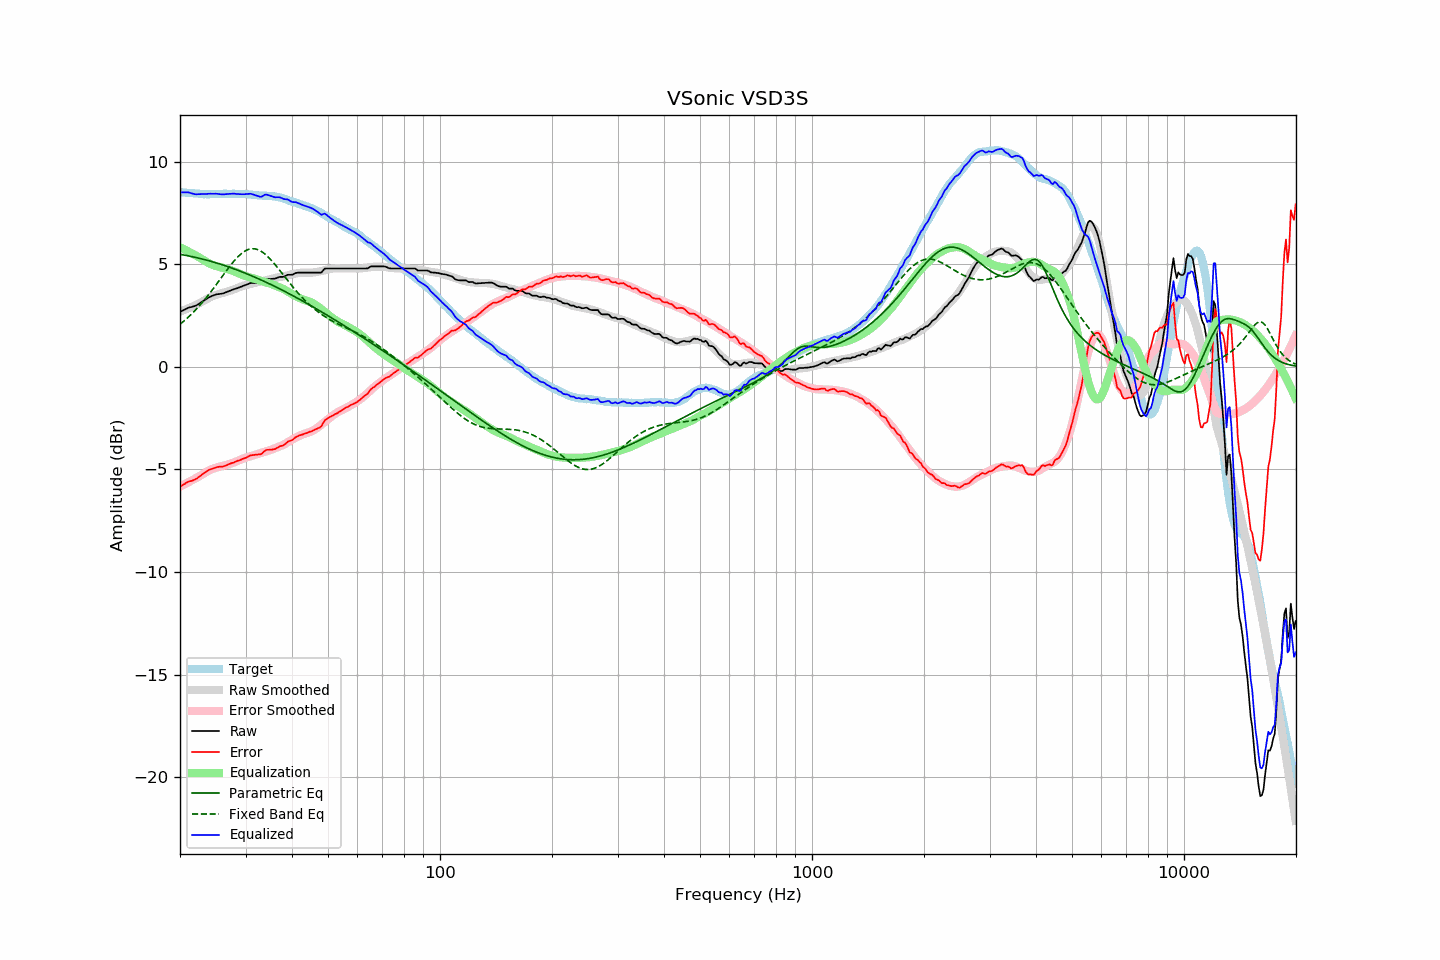 VSonic VSD3S
10
5
0
−5
−10
−15
−20
Amplitude (dBr)
Target
Raw Smoothed
Error Smoothed
Raw
Error
Equalization
Parametric Eq
Fixed Band Eq
Equalized
100
1000
10000
Frequency (Hz)